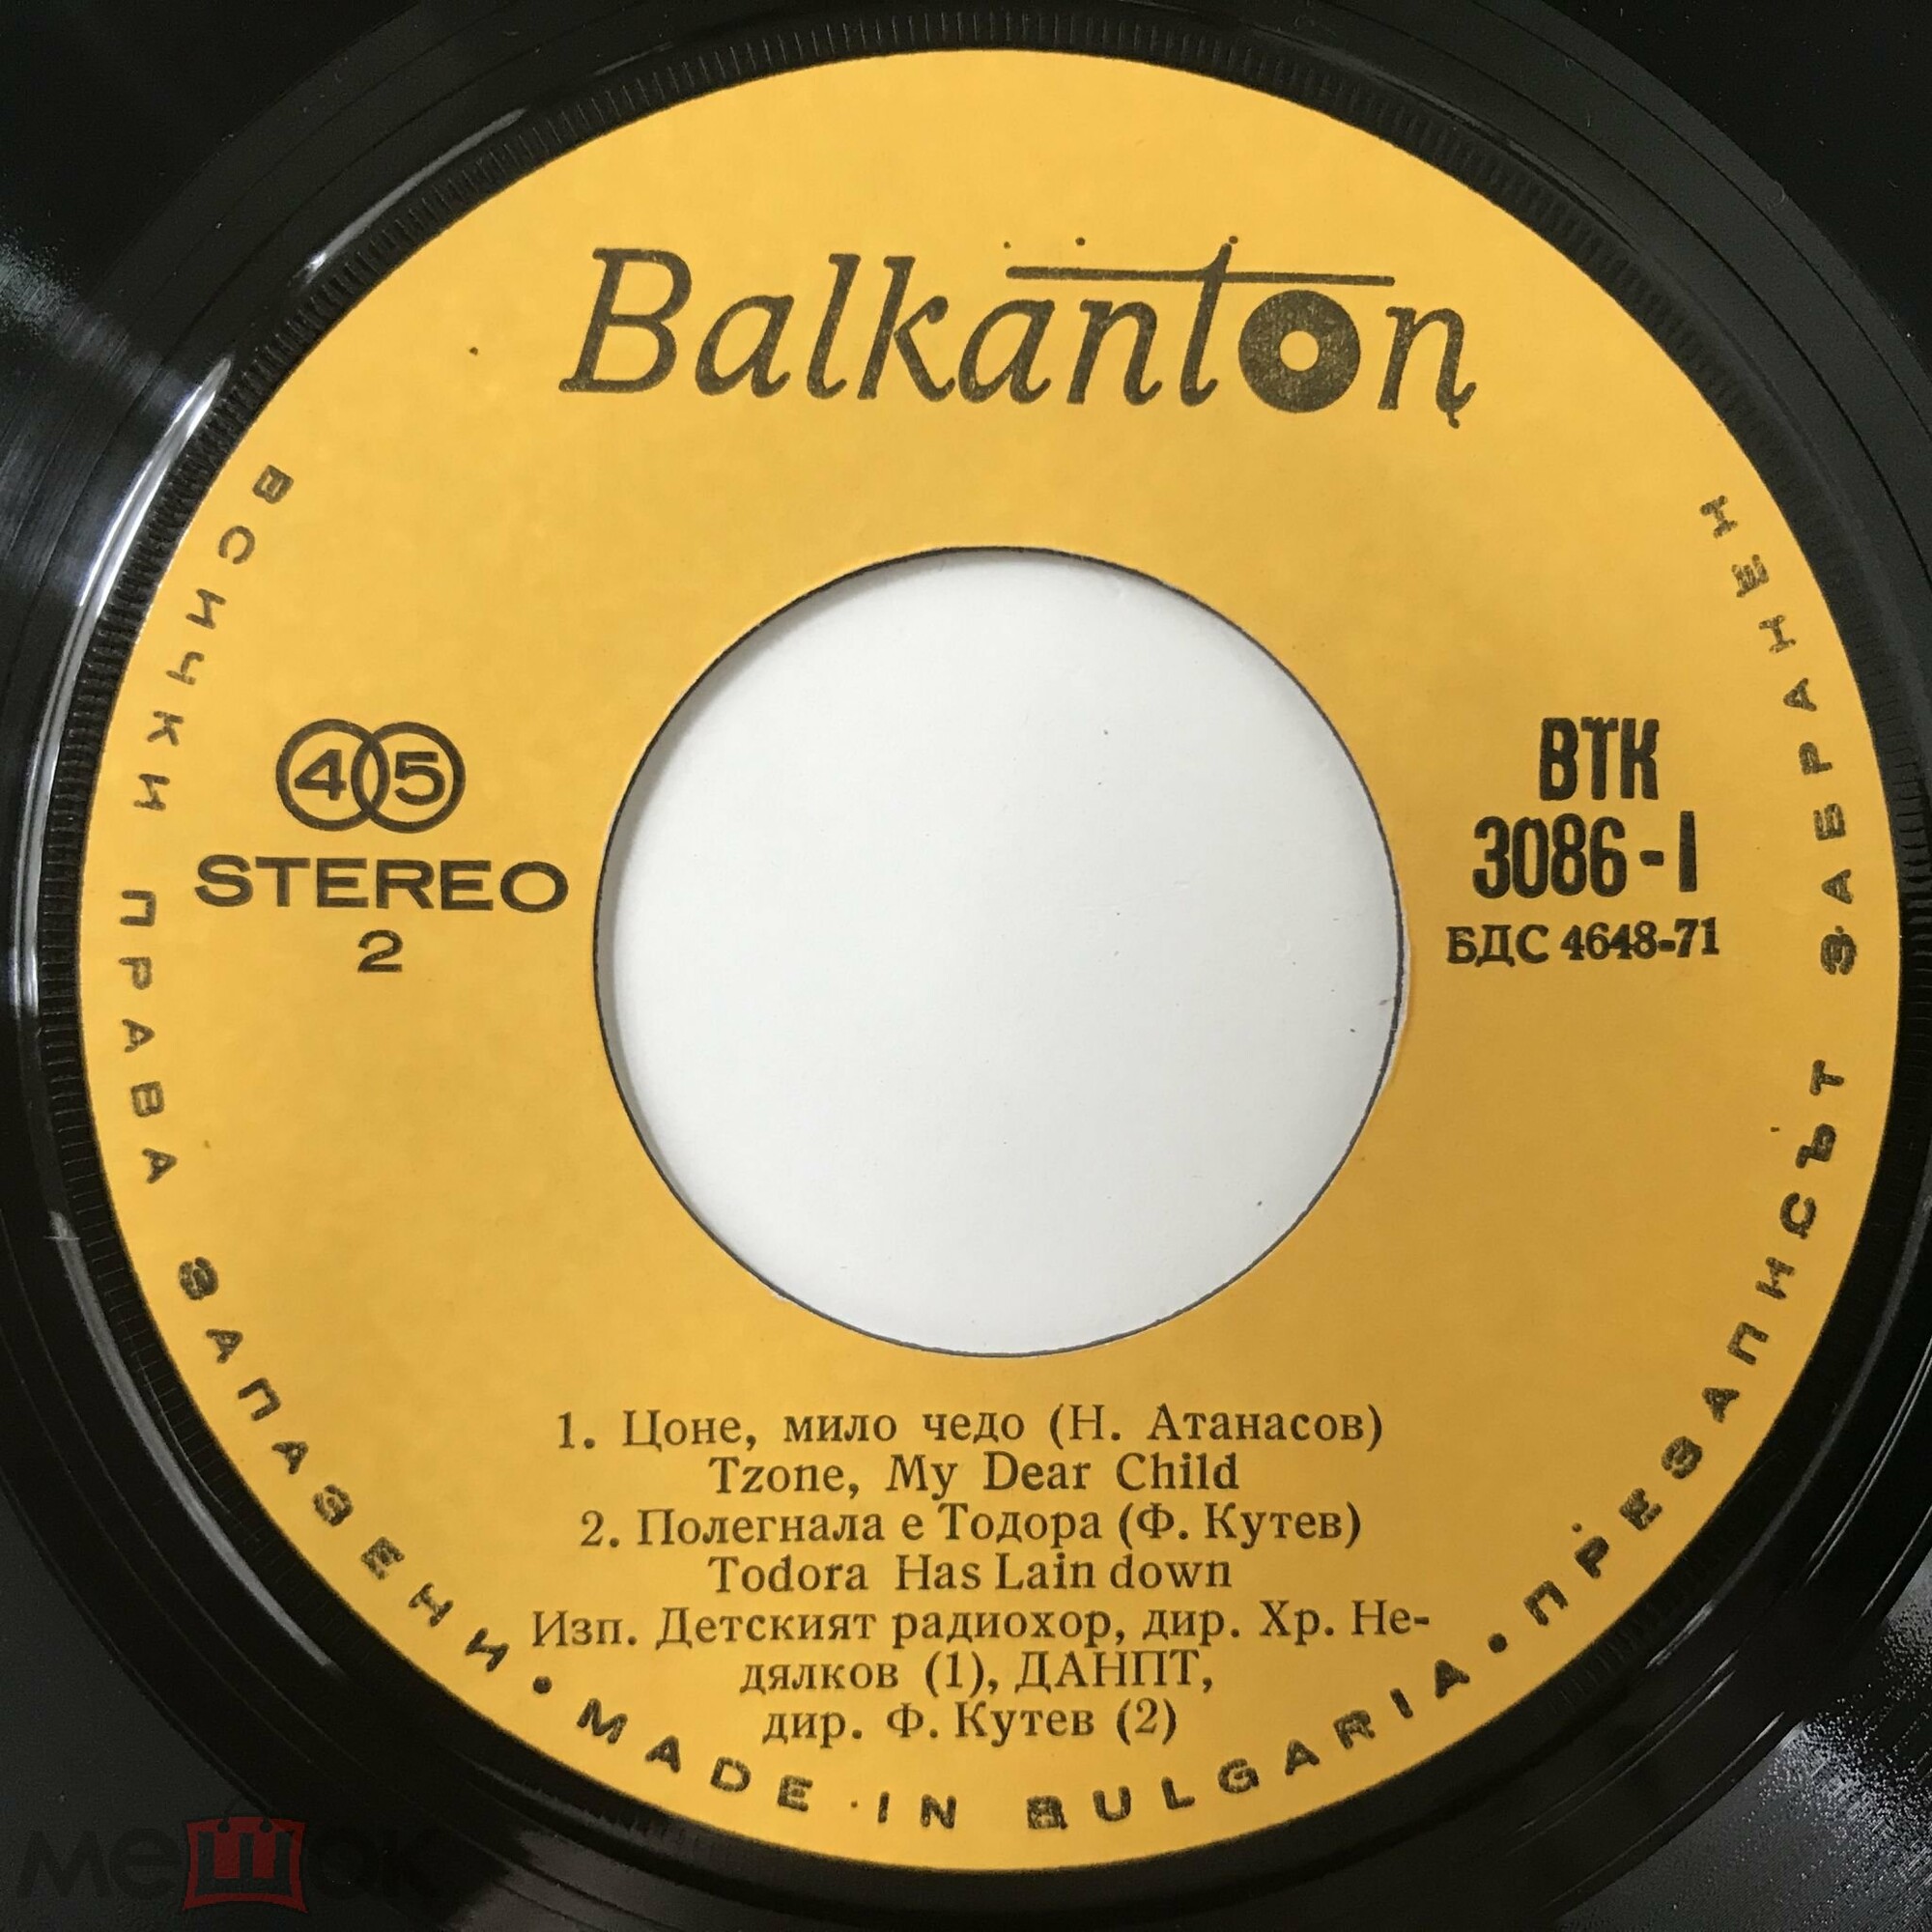 Balkanton
45
STEREO
2
ВТК
3086-I
БДС 4648-71
1. Цоне, мило чедо (Н. Атанасов)
Tzone, My Dear Child
2. Полегнала е Тодора (Ф. Кутев)
Todora Has Lain down
Изп. Детският радиохор, дир. Хр. Не-
дялков (1), ДАНПТ,
дир. Ф. Кутев (2)
ВСИЧКИ ПРАВА ЗАПАЗЕНИ • MADE IN BULGARIA • ПРЕЗАПИСЪТ ЗАБРАНЕН
мешок